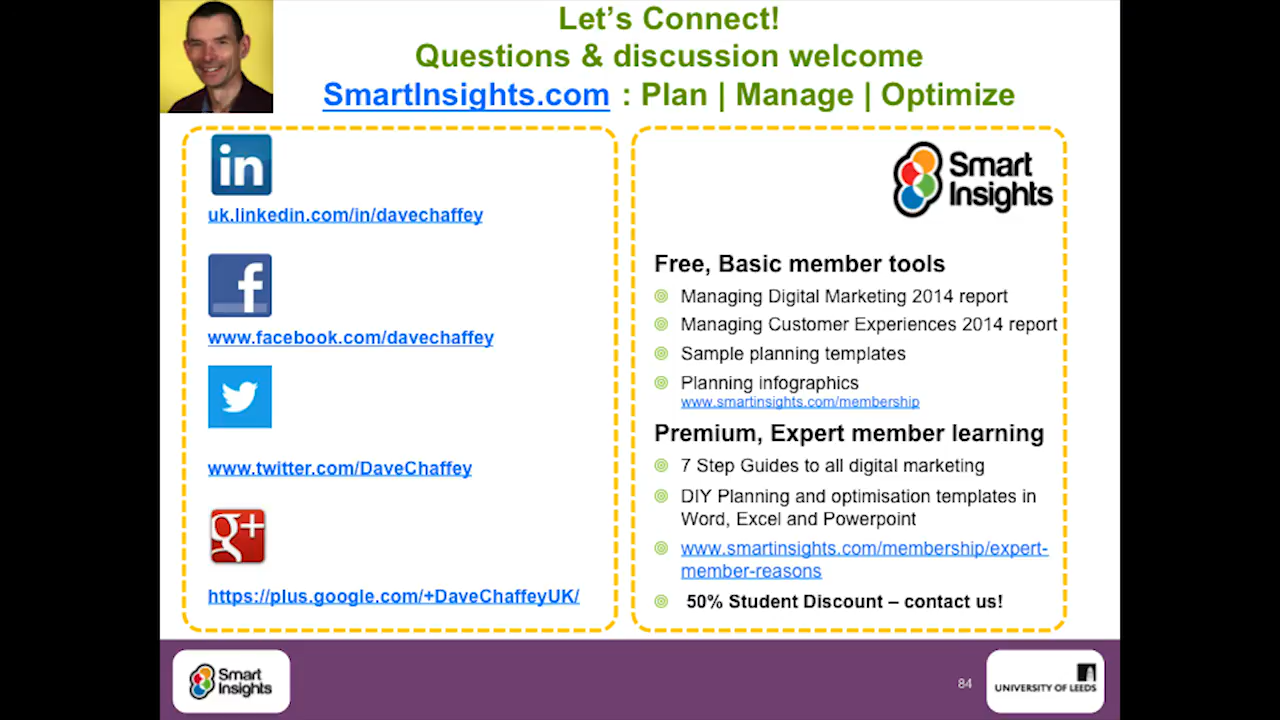 Let's Connect!
Questions & discussion welcome
SmartInsights.com : Plan | Manage | Optimize
in
uk.linkedin.com/in/davechaffey
f
www.facebook.com/davechaffey
www.twitter.com/DaveChaffey
g+
https://plus.google.com/+DaveChaffeyUK/
Smart
Insights
Free, Basic member tools
Managing Digital Marketing 2014 report
Managing Customer Experiences 2014 report
Sample planning templates
Planning infographics
www.smartinsights.com/membership
Premium, Expert member learning
7 Step Guides to all digital marketing
DIY Planning and optimisation templates in
Word, Excel and Powerpoint
www.smartinsights.com/membership/expert-
member-reasons
50% Student Discount – contact us!
Smart
Insights
84
UNIVERSITY OF LEEDS